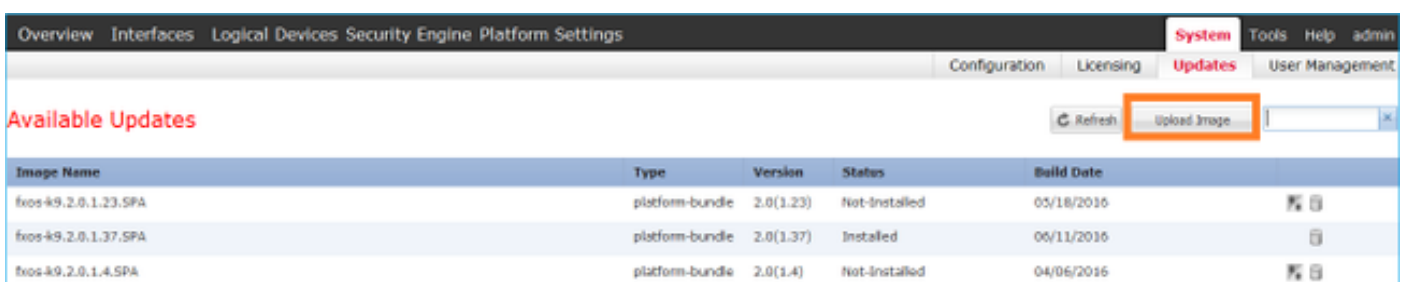 Overview Interfaces Logical Devices Security Engine Platform Settings System Tools Help admin
Configuration Licensing Updates User Management
Available Updates Refresh Upload Image
Image Name Type Version Status Build Date
fxos-k9.2.0.1.23.SPA platform-bundle 2.0(1.23) Not-Installed 05/18/2016
fxos-k9.2.0.1.37.SPA platform-bundle 2.0(1.37) Installed 06/11/2016
fxos-k9.2.0.1.4.SPA platform-bundle 2.0(1.4) Not-Installed 04/06/2016